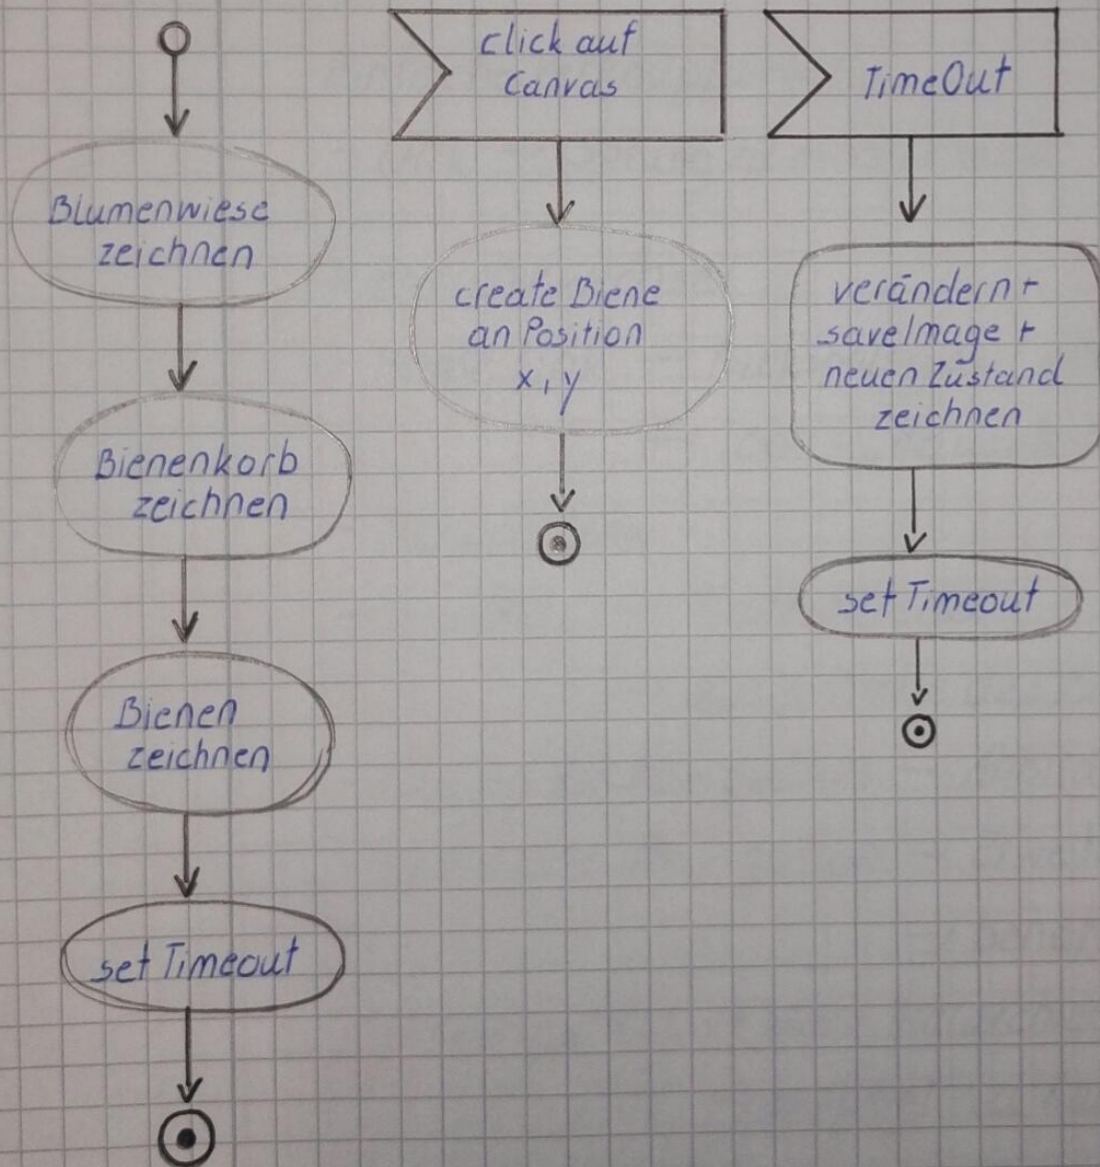 Blumenwiese
zeichnen
Bienenkorb
zeichnen
Bienen
zeichnen
set Timeout
click auf
Canvas
create Biene
an Position
x, y
TimeOut
verändern +
saveImage +
neuen Zustand
zeichnen
set Timeout